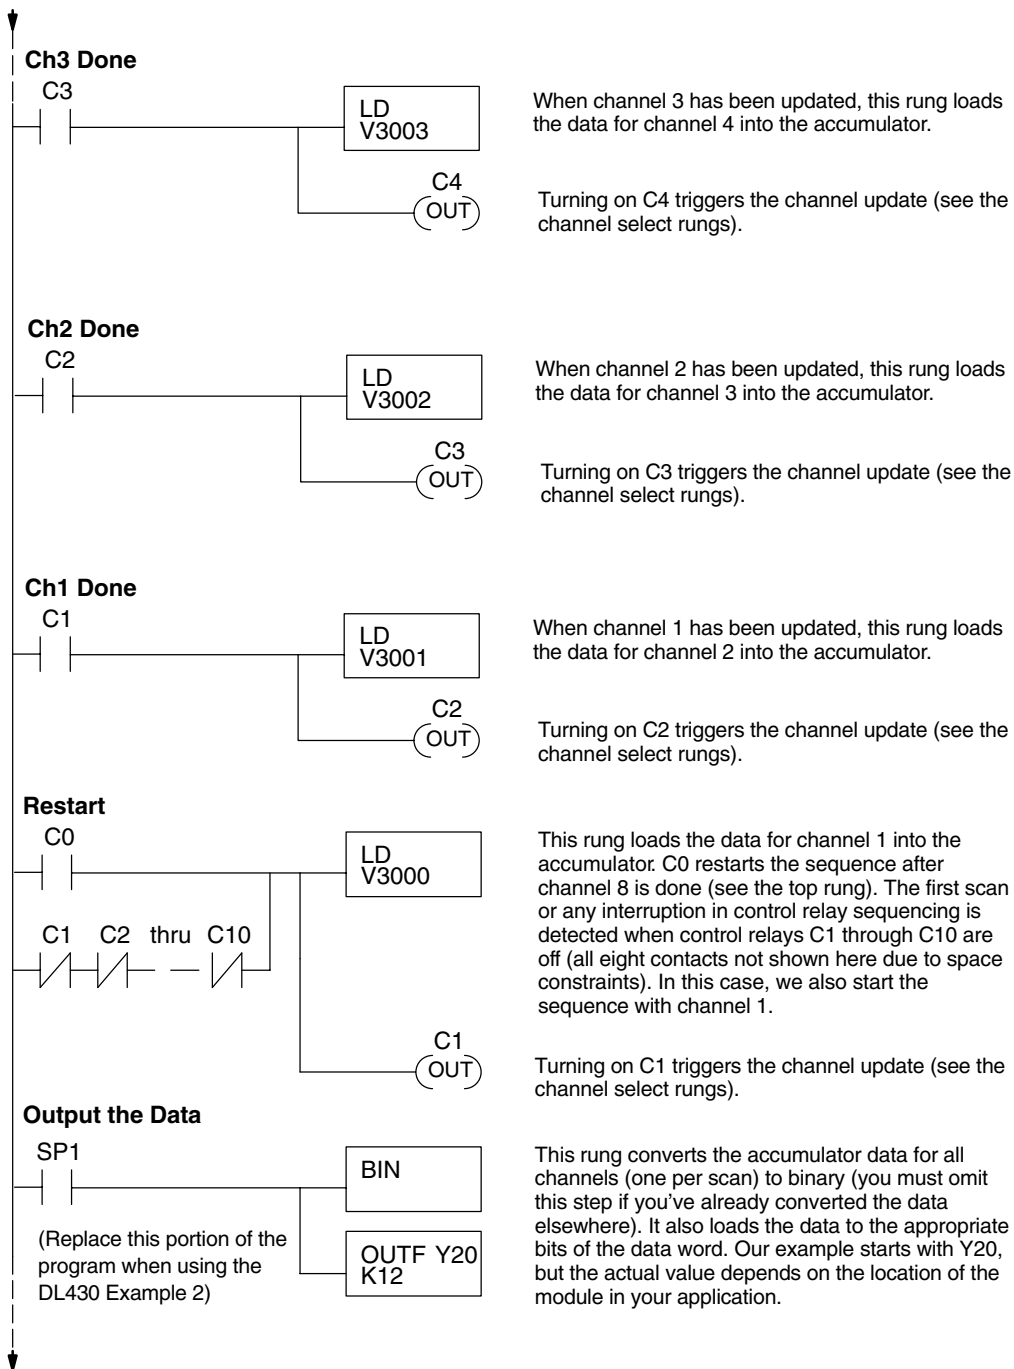 Ch3 Done
C3
LD
V3003
When channel 3 has been updated, this rung loads
the data for channel 4 into the accumulator.
C4
OUT
Turning on C4 triggers the channel update (see the
channel select rungs).
Ch2 Done
C2
LD
V3002
When channel 2 has been updated, this rung loads
the data for channel 3 into the accumulator.
C3
OUT
Turning on C3 triggers the channel update (see the
channel select rungs).
Ch1 Done
C1
LD
V3001
When channel 1 has been updated, this rung loads
the data for channel 2 into the accumulator.
C2
OUT
Turning on C2 triggers the channel update (see the
channel select rungs).
Restart
C0
LD
V3000
C1 C2 thru C10
This rung loads the data for channel 1 into the
accumulator. C0 restarts the sequence after
channel 8 is done (see the top rung). The first scan
or any interruption in control relay sequencing is
detected when control relays C1 through C10 are
off (all eight contacts not shown here due to space
constraints). In this case, we also start the
sequence with channel 1.
C1
OUT
Turning on C1 triggers the channel update (see the
channel select rungs).
Output the Data
SP1
BIN
(Replace this portion of the
program when using the
DL430 Example 2)
OUTF Y20
K12
This rung converts the accumulator data for all
channels (one per scan) to binary (you must omit
this step if you've already converted the data
elsewhere). It also loads the data to the appropriate
bits of the data word. Our example starts with Y20,
but the actual value depends on the location of the
module in your application.